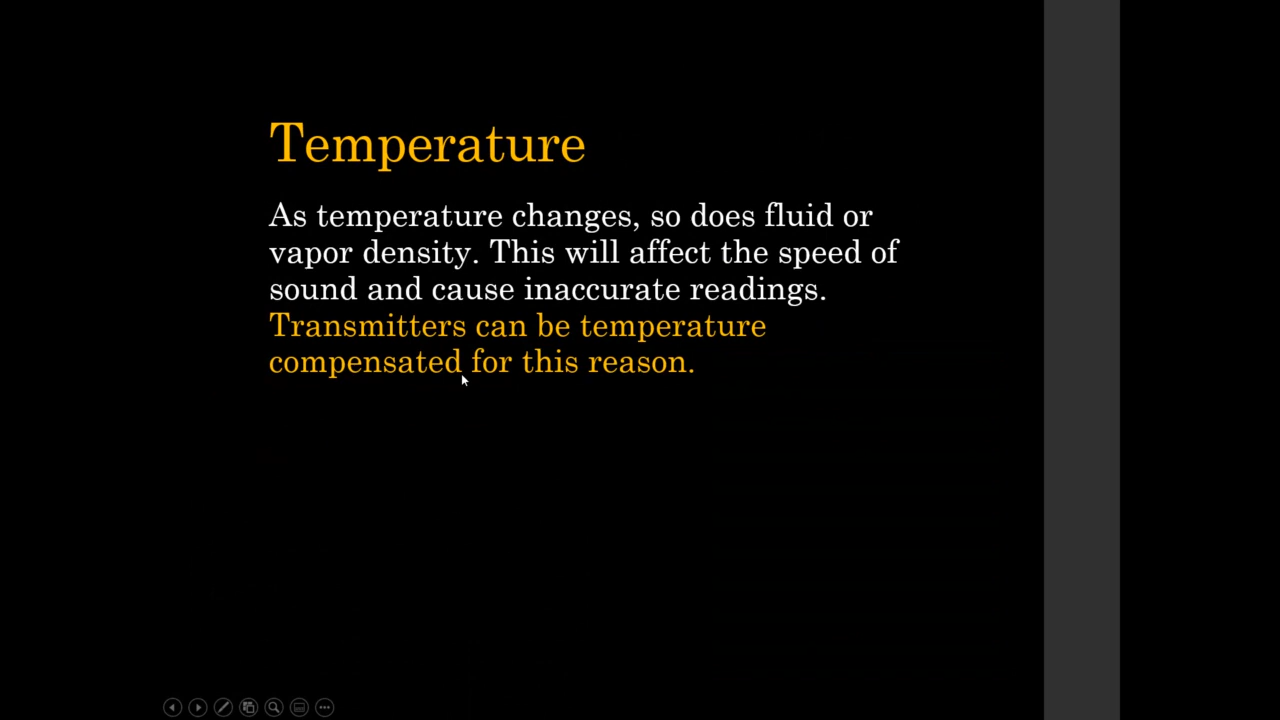 Temperature
As temperature changes, so does fluid or
vapor density. This will affect the speed of
sound and cause inaccurate readings.
Transmitters can be temperature
compensated for this reason.